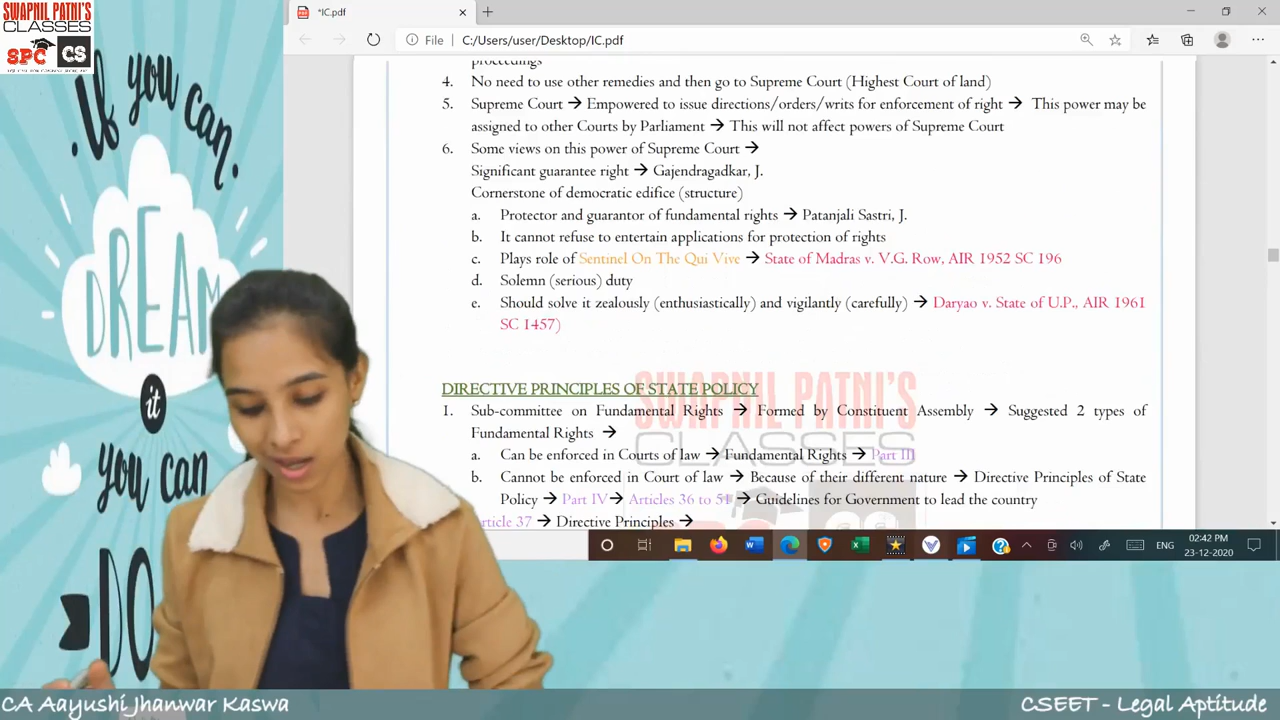 SWAPNIL PATNI'S
CLASSES
SPC CS
If you can
DREAM
it
you can
DO
*IC.pdf
File C:/Users/user/Desktop/IC.pdf
proceedings
4. No need to use other remedies and then go to Supreme Court (Highest Court of land)
5. Supreme Court → Empowered to issue directions/orders/writs for enforcement of right → This power may be
assigned to other Courts by Parliament → This will not affect powers of Supreme Court
6. Some views on this power of Supreme Court →
Significant guarantee right → Gajendragadkar, J.
Cornerstone of democratic edifice (structure)
a. Protector and guarantor of fundamental rights → Patanjali Sastri, J.
b. It cannot refuse to entertain applications for protection of rights
c. Plays role of Sentinel On The Qui Vive → State of Madras v. V.G. Row, AIR 1952 SC 196
d. Solemn (serious) duty
e. Should solve it zealously (enthusiastically) and vigilantly (carefully) → Daryao v. State of U.P., AIR 1961
SC 1457)
SWAPNIL PATNI'S
CLASSES
DIRECTIVE PRINCIPLES OF STATE POLICY
1. Sub-committee on Fundamental Rights → Formed by Constituent Assembly → Suggested 2 types of
Fundamental Rights →
a. Can be enforced in Courts of law → Fundamental Rights → Part III
b. Cannot be enforced in Court of law → Because of their different nature → Directive Principles of State
Policy → Part IV → Articles 36 to 51 → Guidelines for Government to lead the country
rticle 37 → Directive Principles →
ENG
02:42 PM
23-12-2020
CA Aayushi Jhanwar Kaswa
CSEET - Legal Aptitude